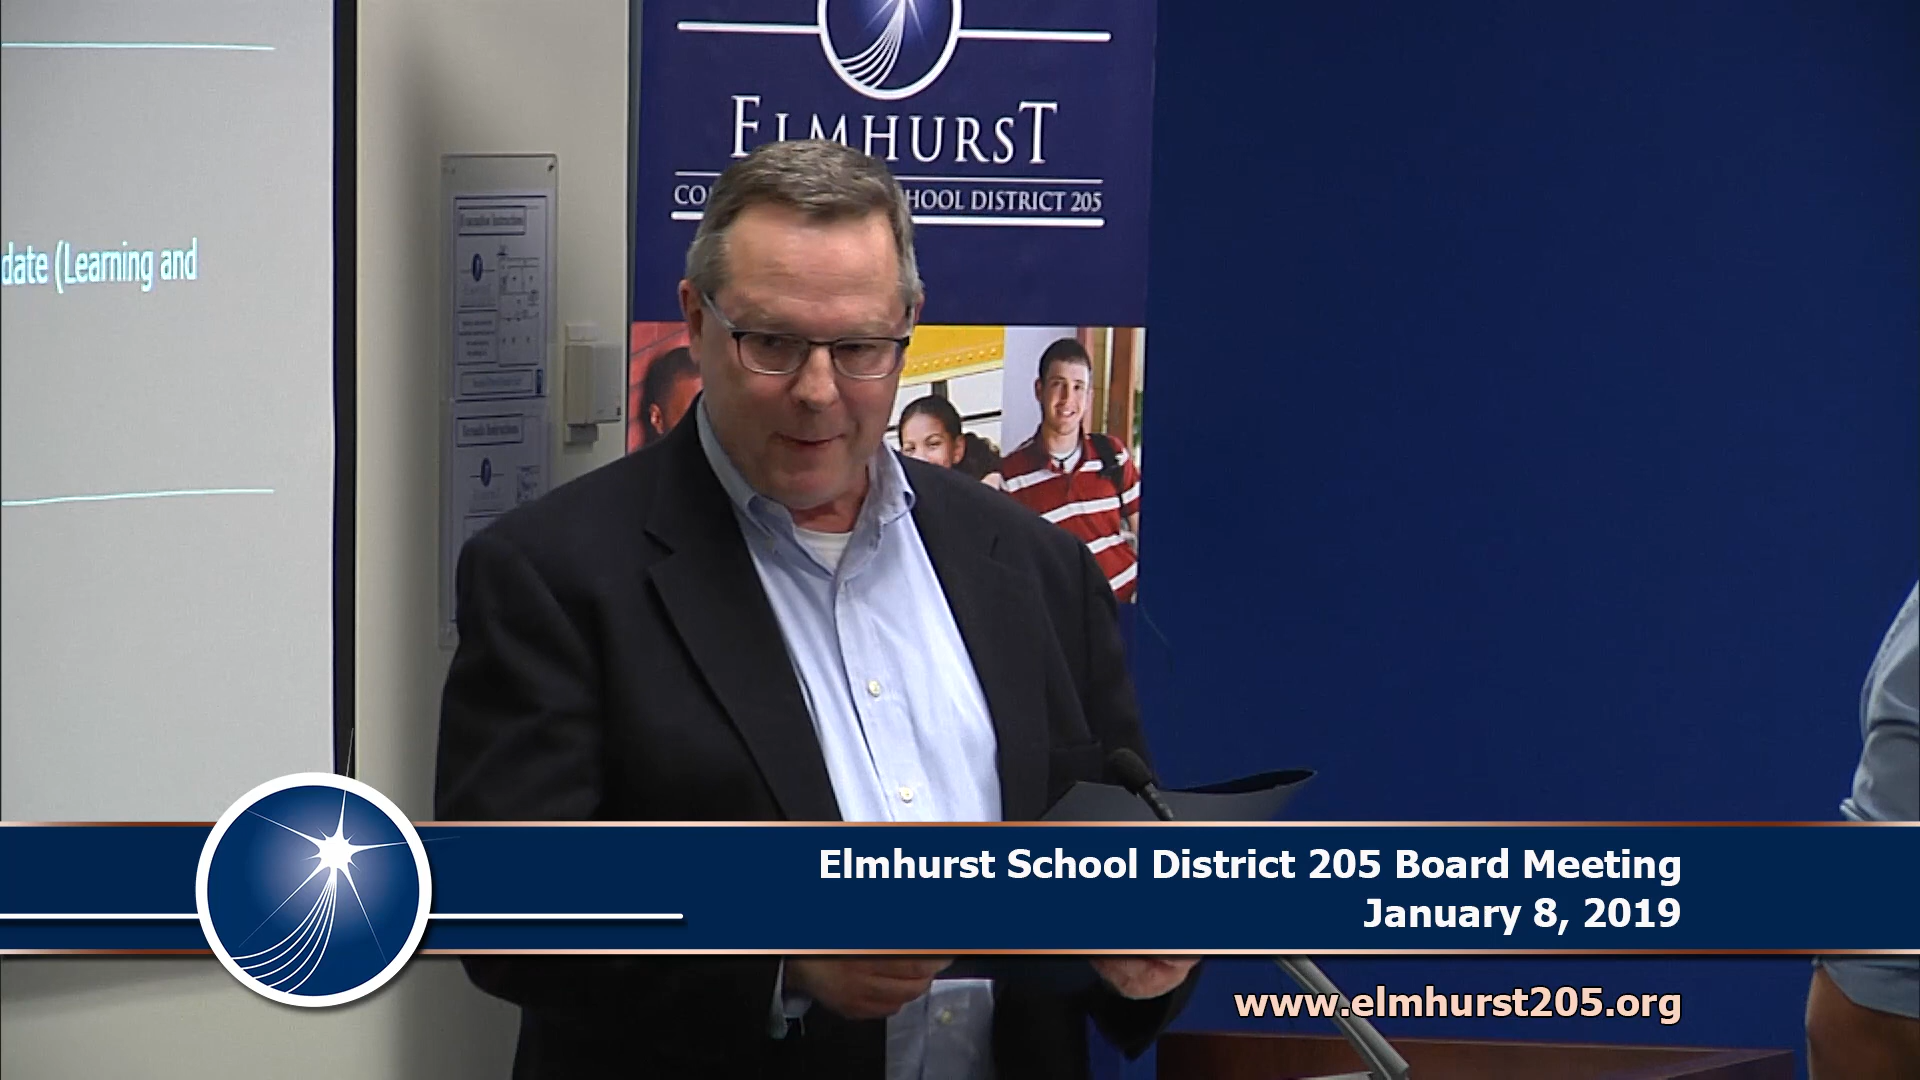 date (Learning and
ELMHURST
CO HOOL DISTRICT 205
Elmhurst School District 205 Board Meeting
January 8, 2019
www.elmhurst205.org